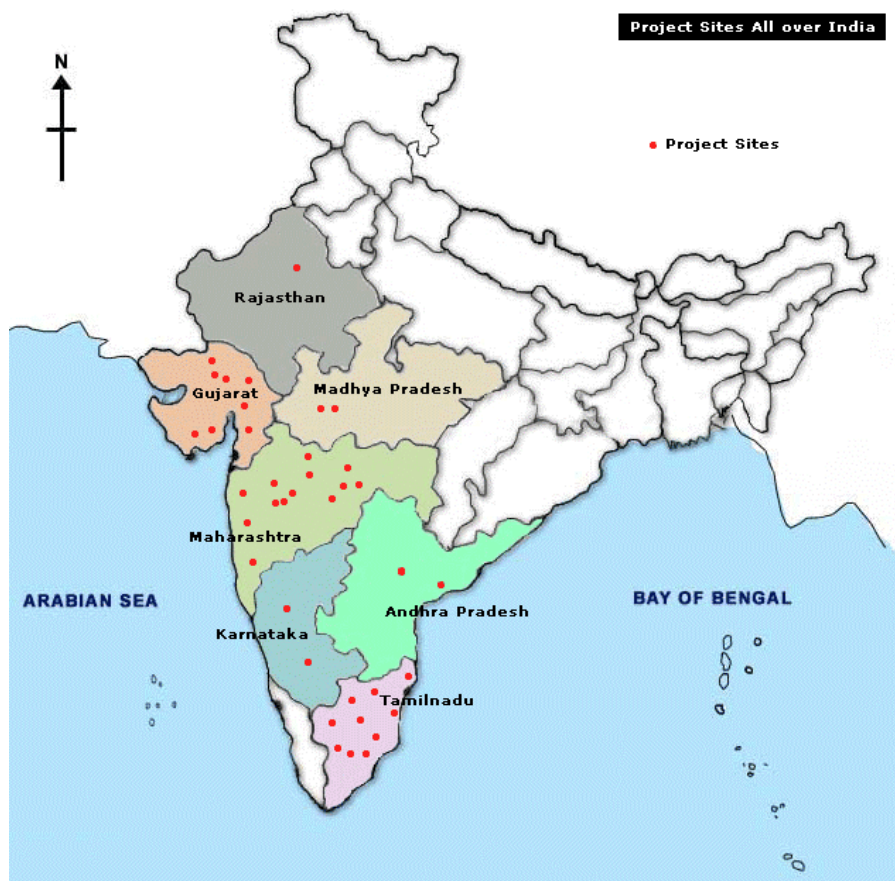 Project Sites All over India
N
Project Sites
Rajasthan
Madhya Pradesh
Gujarat
Maharashtra
ARABIAN SEA
BAY OF BENGAL
Andhra Pradesh
Karnataka
Tamilnadu